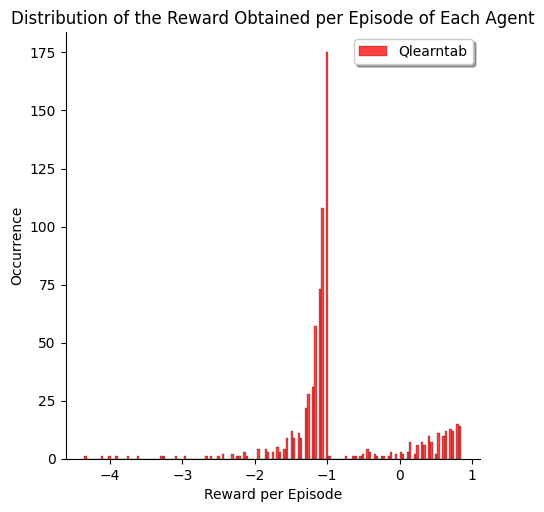 Distribution of the Reward Obtained per Episode of Each Agent
Qlearntab
175
150
125
100
75
50
25
0
Occurrence
−4 −3 −2 −1 0 1
Reward per Episode